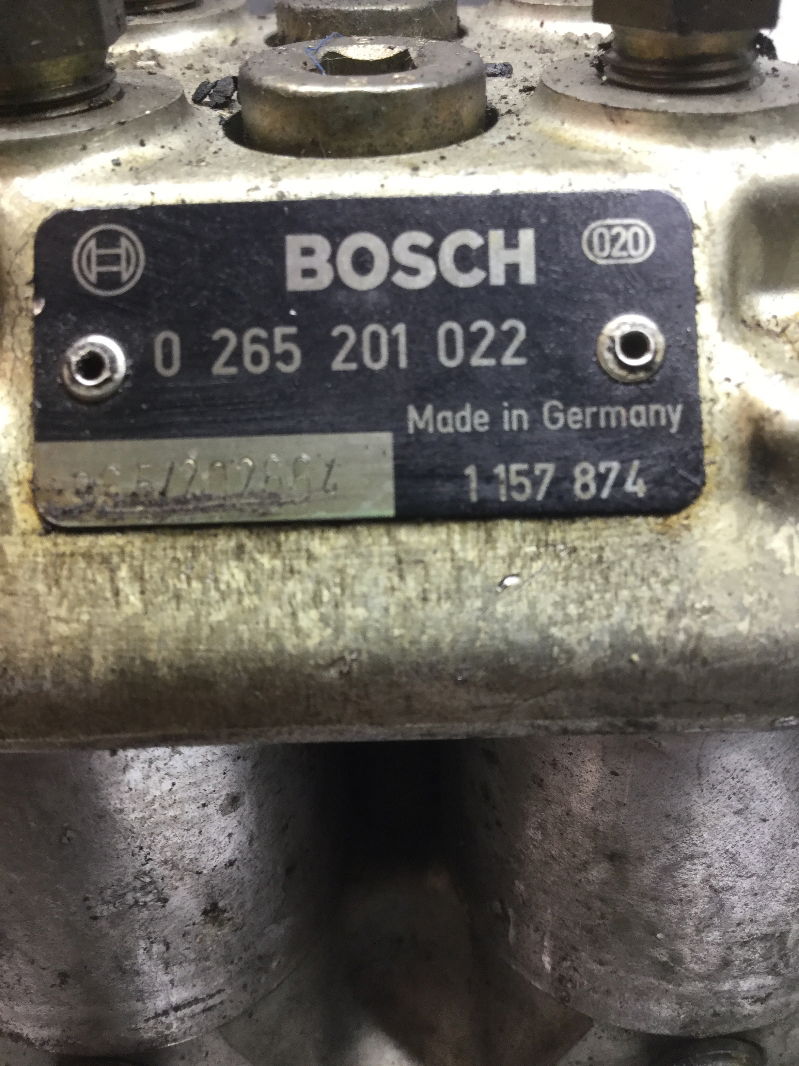 BOSCH 020
0 265 201 022
Made in Germany
1 157 874